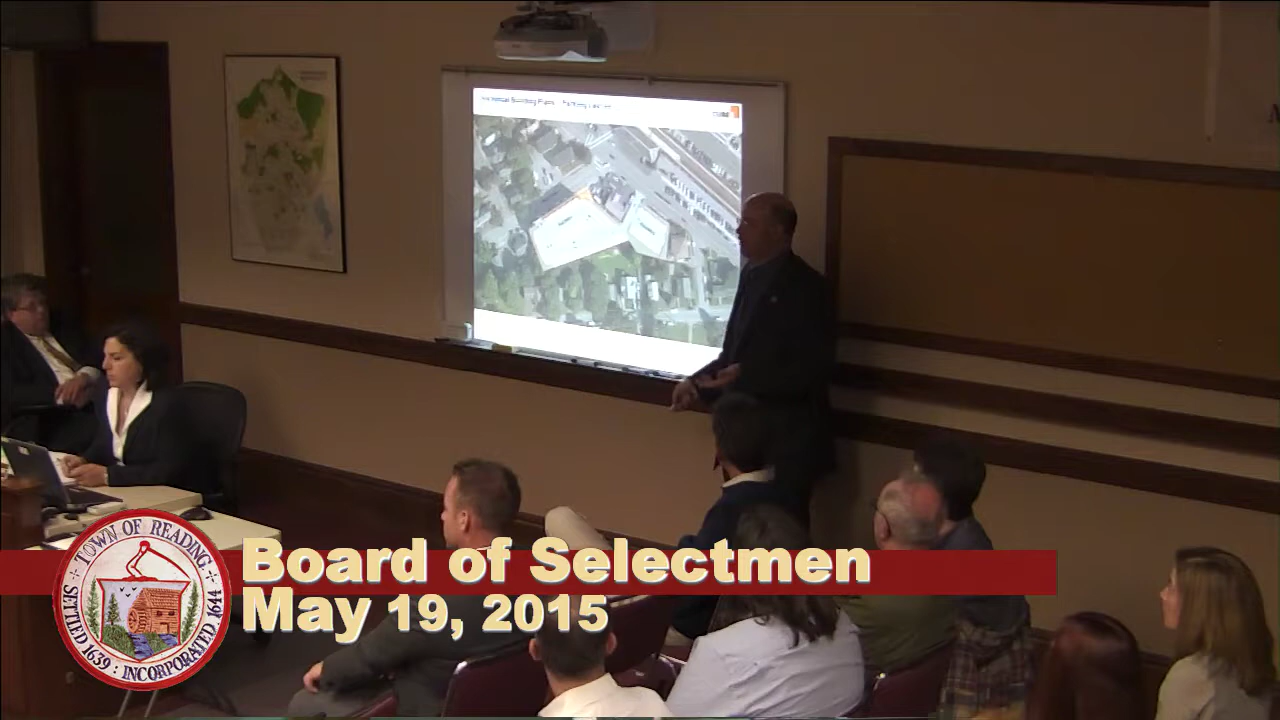 Board of Selectmen
May 19, 2015
TOWN OF READING
SETTLED 1639 : INCORPORATED 1644